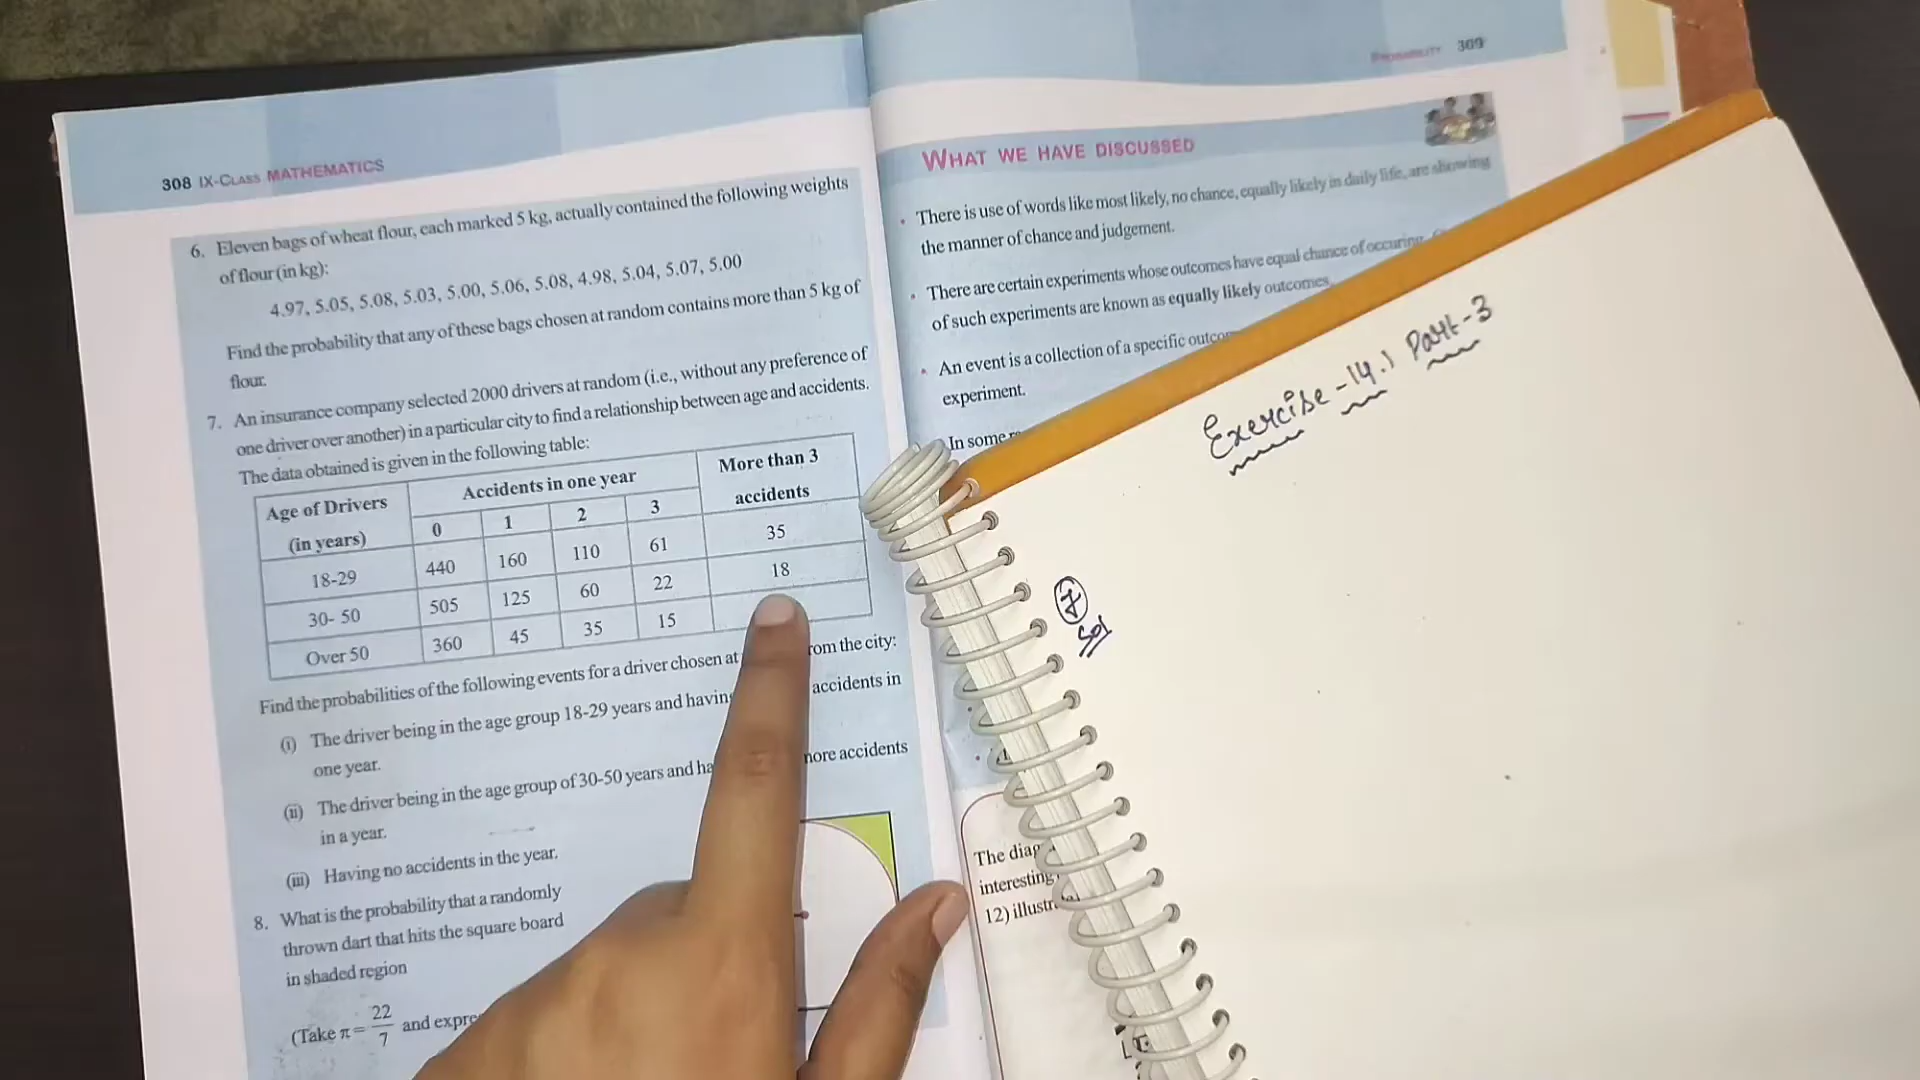 308 IX-CLASS MATHEMATICS
6. Eleven bags of wheat flour, each marked 5 kg, actually contained the following weights
of flour (in kg):
4.97, 5.05, 5.08, 5.03, 5.00, 5.06, 5.08, 4.98, 5.04, 5.07, 5.00
Find the probability that any of these bags chosen at random contains more than 5 kg of
flour.
7. An insurance company selected 2000 drivers at random (i.e., without any preference of
one driver over another) in a particular city to find a relationship between age and accidents.
The data obtained is given in the following table:
Age of Drivers (in years) Accidents in one year More than 3 accidents
0 1 2 3
18-29 440 160 110 61 35
30- 50 505 125 60 22 18
Over 50 360 45 35 15
Find the probabilities of the following events for a driver chosen at rom the city:
(i) The driver being in the age group 18-29 years and having accidents in
one year.
(ii) The driver being in the age group of 30-50 years and ha more accidents
in a year.
(iii) Having no accidents in the year.
8. What is the probability that a randomly
thrown dart that hits the square board
in shaded region
(Take π = 22/7 and expre
PROBABILITY 309
WHAT WE HAVE DISCUSSED
• There is use of words like most likely, no chance, equally likely in daily life, are showing
the manner of chance and judgement.
• There are certain experiments whose outcomes have equal chance of occuring.
of such experiments are known as equally likely outcomes.
• An event is a collection of a specific outcom
experiment.
In some
The diag
interesting
12) illustr
Exercise-14.1 Part-3
7
Sol